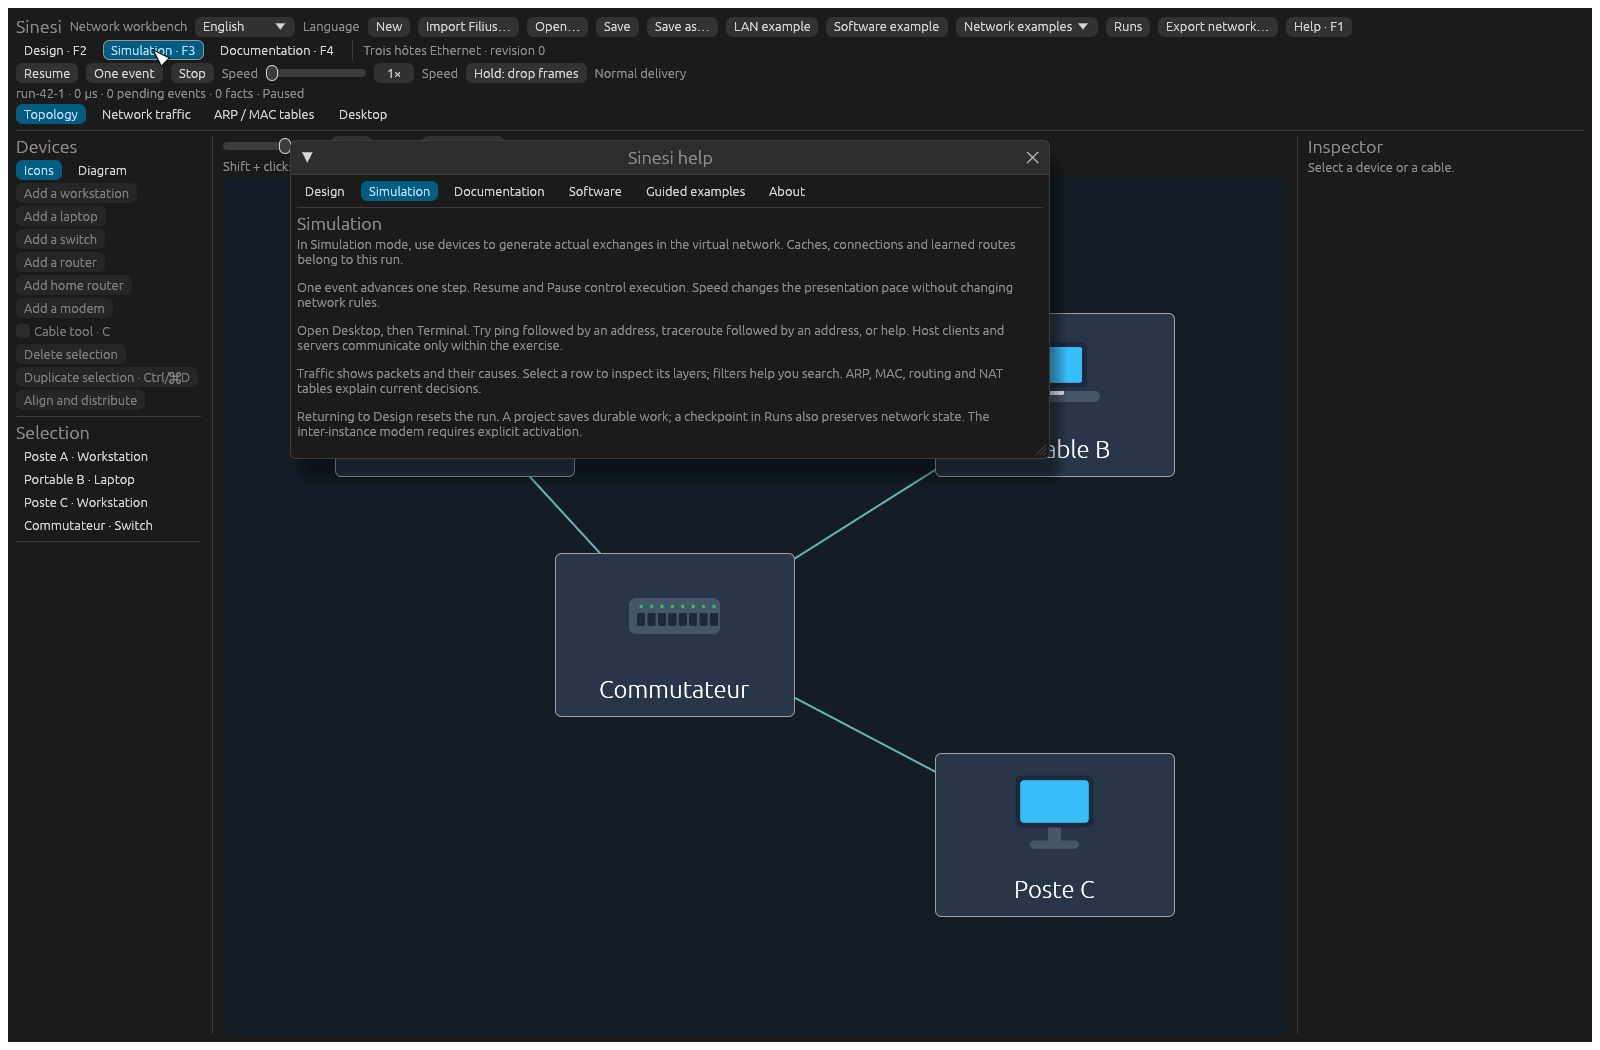 Sinesi Network workbench English Language New Import Filius... Open... Save Save as... LAN example Software example Network examples Runs Export network... Help · F1
Design · F2 Simulation · F3 Documentation · F4 Trois hôtes Ethernet · revision 0
Resume One event Stop Speed 1× Speed Hold: drop frames Normal delivery
run-42-1 · 0 µs · 0 pending events · 0 facts · Paused
Topology Network traffic ARP / MAC tables Desktop
Devices
Icons Diagram
Add a workstation
Add a laptop
Add a switch
Add a router
Add home router
Add a modem
Cable tool · C
Delete selection
Duplicate selection · Ctrl/⌘D
Align and distribute
Selection
Poste A · Workstation
Portable B · Laptop
Poste C · Workstation
Commutateur · Switch
Shift + click
Sinesi help
Design Simulation Documentation Software Guided examples About
Simulation
In Simulation mode, use devices to generate actual exchanges in the virtual network. Caches, connections and learned routes
belong to this run.
One event advances one step. Resume and Pause control execution. Speed changes the presentation pace without changing
network rules.
Open Desktop, then Terminal. Try ping followed by an address, traceroute followed by an address, or help. Host clients and
servers communicate only within the exercise.
Traffic shows packets and their causes. Select a row to inspect its layers; filters help you search. ARP, MAC, routing and NAT
tables explain current decisions.
Returning to Design resets the run. A project saves durable work; a checkpoint in Runs also preserves network state. The
inter-instance modem requires explicit activation.
able B
Commutateur
Poste C
Inspector
Select a device or a cable.